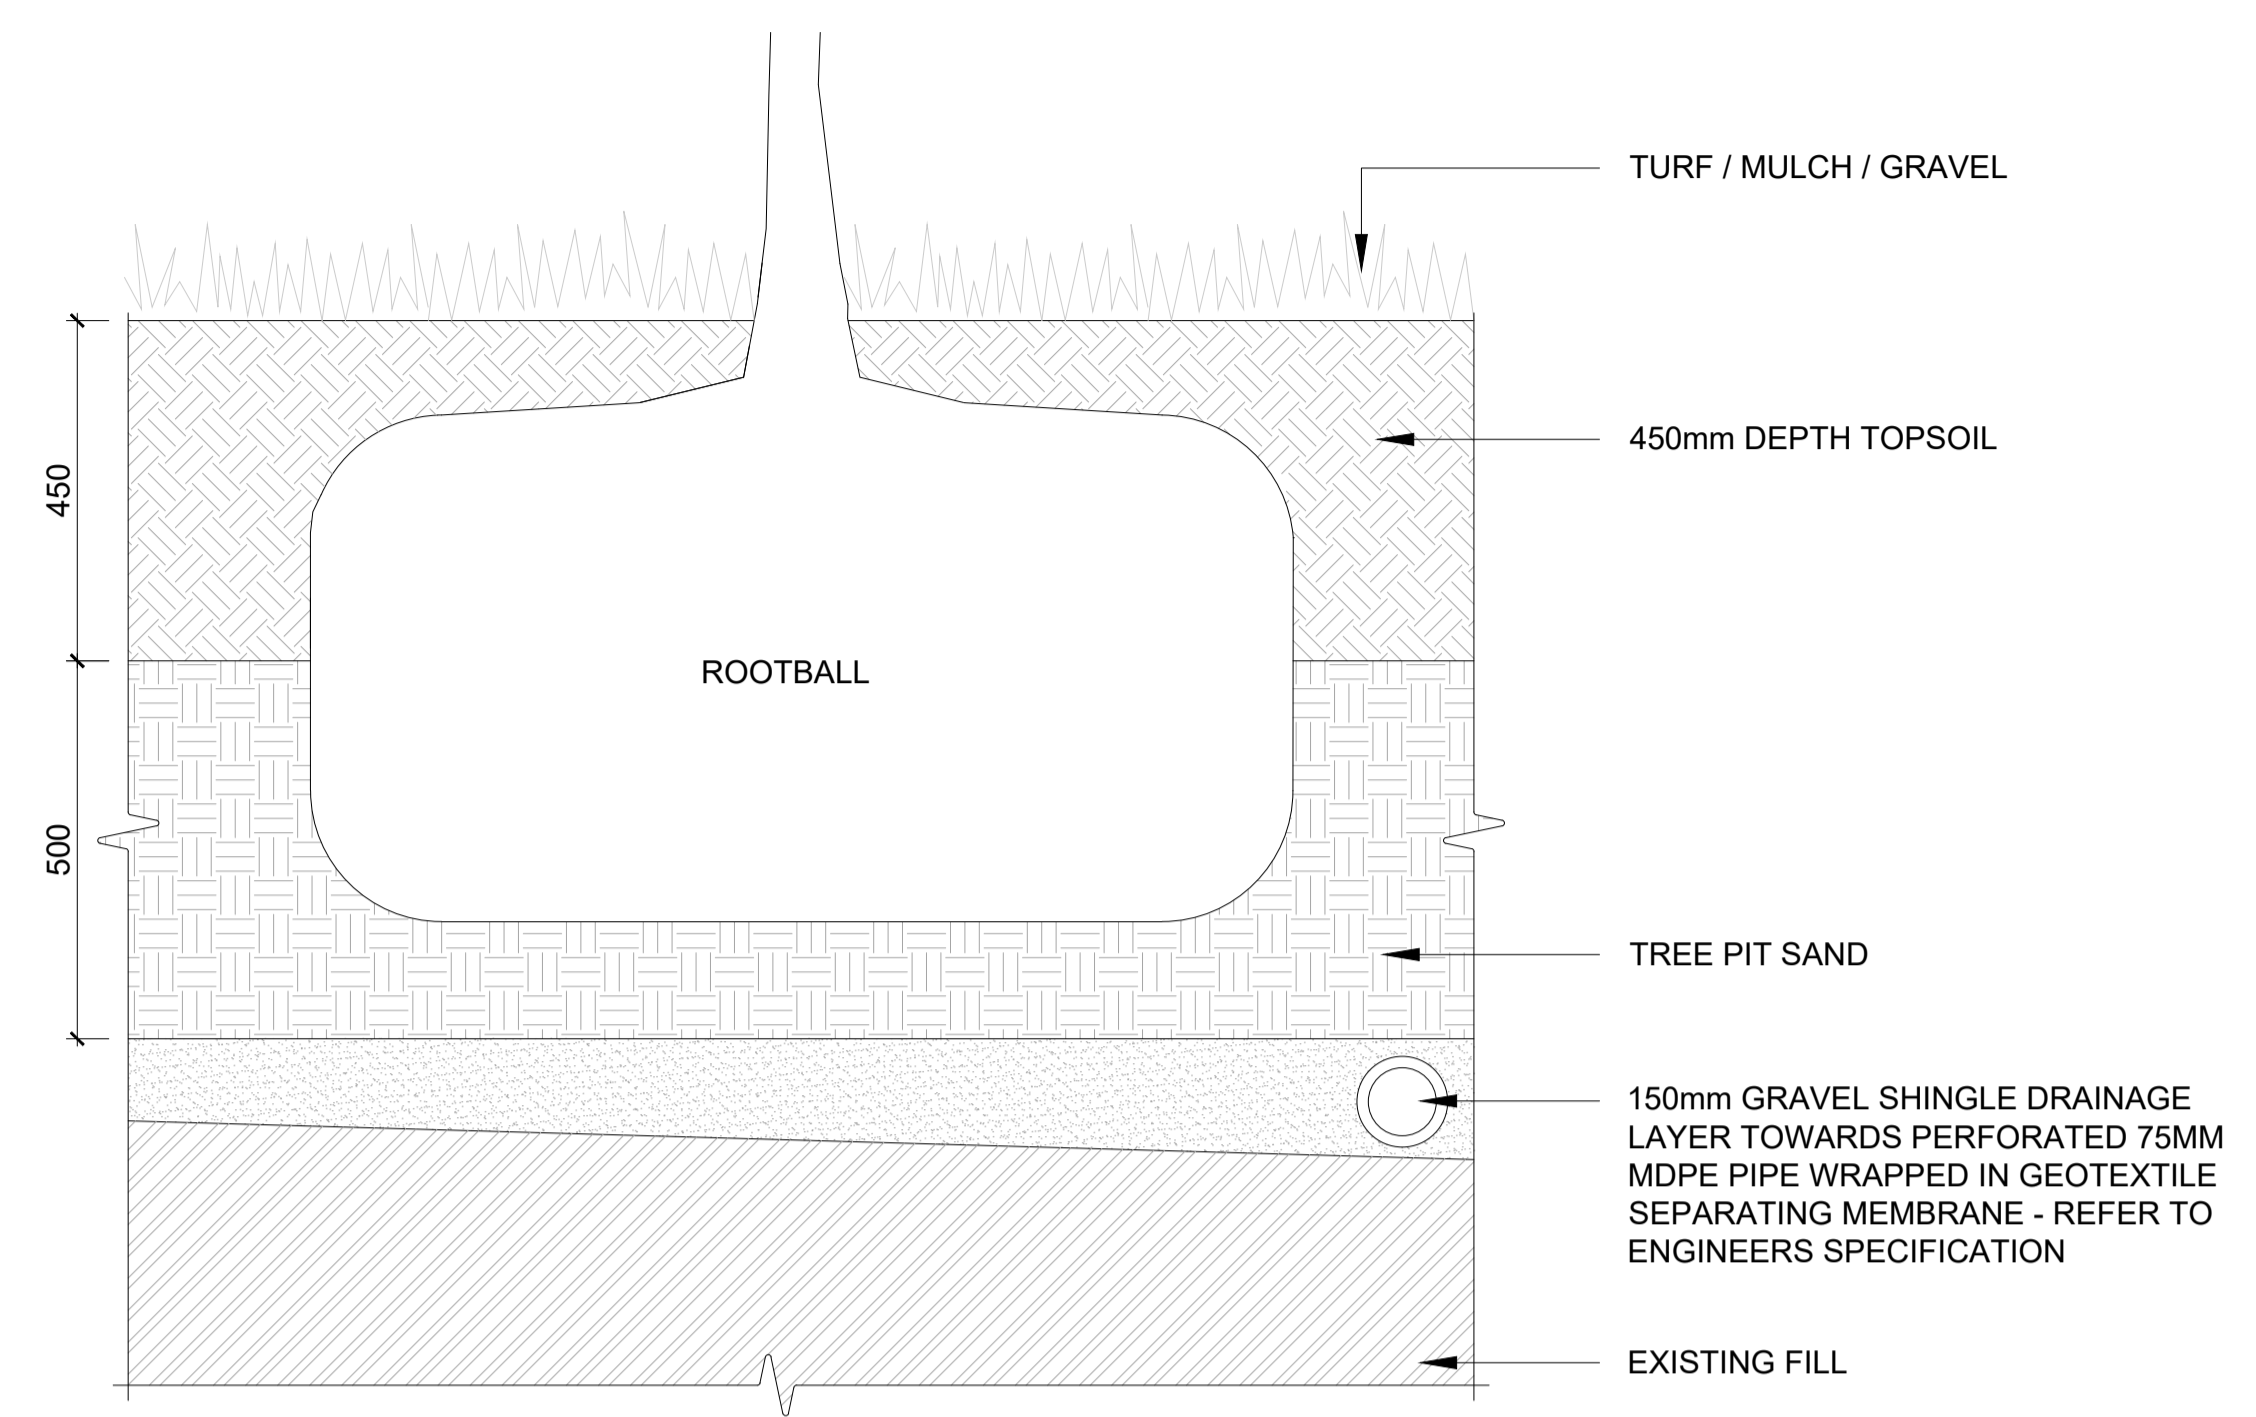 TURF / MULCH / GRAVEL
450mm DEPTH TOPSOIL
450
ROOTBALL
500
TREE PIT SAND
150mm GRAVEL SHINGLE DRAINAGE
LAYER TOWARDS PERFORATED 75MM
MDPE PIPE WRAPPED IN GEOTEXTILE
SEPARATING MEMBRANE - REFER TO
ENGINEERS SPECIFICATION
EXISTING FILL